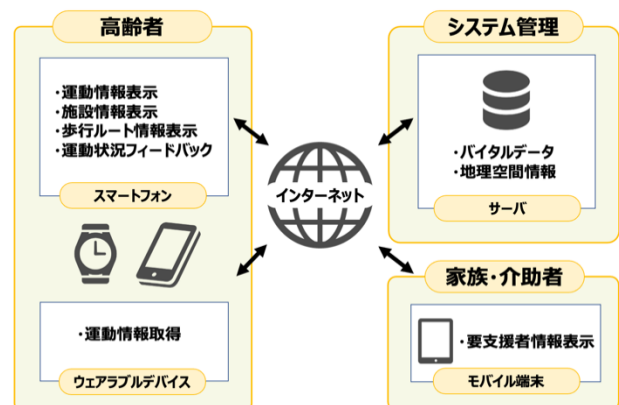 高齢者
・運動情報表示
・施設情報表示
・歩行ルート情報表示
・運動状況フィードバック
スマートフォン
・運動情報取得
ウェアラブルデバイス
インターネット
システム管理
・バイタルデータ
・地理空間情報
サーバ
家族・介助者
・要支援者情報表示
モバイル端末